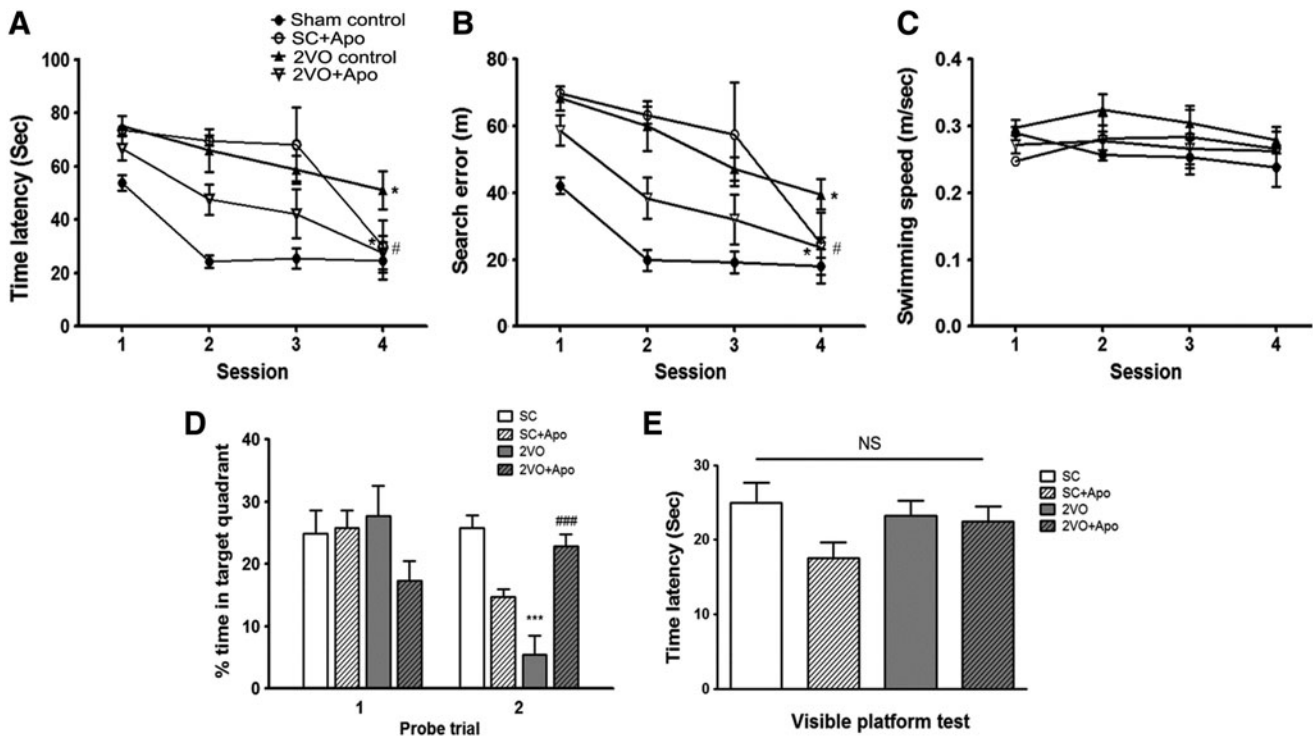 A
Sham control
SC+Apo
2VO control
2VO+Apo
Time latency (Sec)
100
80
60
40
20
0
*
*
#
1 2 3 4
Session
B
Search error (m)
80
60
40
20
0
*
*
#
1 2 3 4
Session
C
Swimming speed (m/sec)
0.4
0.3
0.2
0.1
0.0
1 2 3 4
Session
D
SC
SC+Apo
2VO
2VO+Apo
% time in target quadrant
40
30
20
10
0
***
###
1 2
Probe trial
E
NS
SC
SC+Apo
2VO
2VO+Apo
Time latency (Sec)
30
20
10
0
Visible platform test